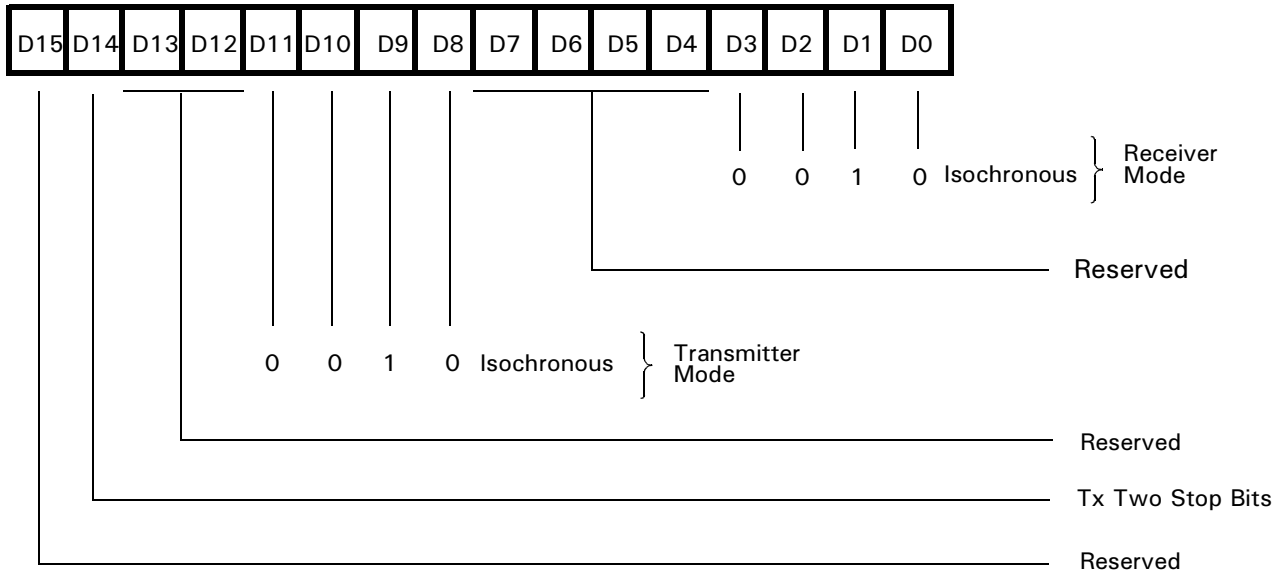 D15 D14 D13 D12 D11 D10 D9 D8 D7 D6 D5 D4 D3 D2 D1 D0
0 0 1 0 Isochronous
Receiver
Mode
Reserved
0 0 1 0 Isochronous
Transmitter
Mode
Reserved
Tx Two Stop Bits
Reserved